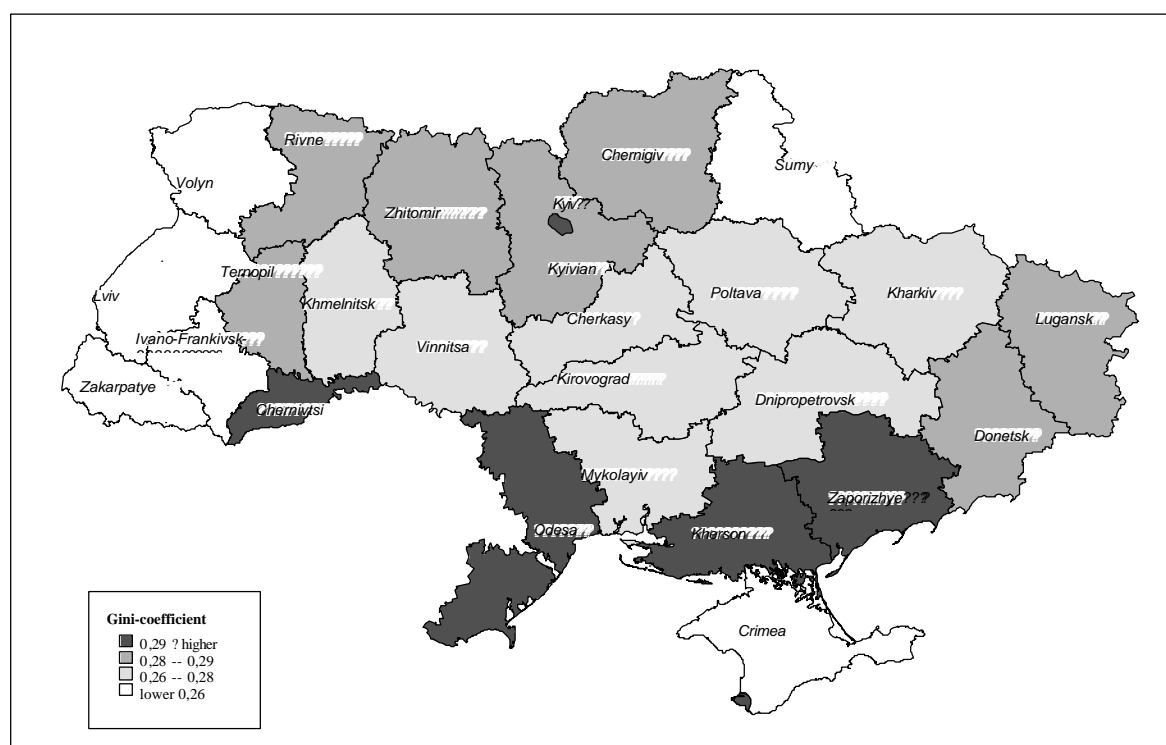 Rivne????????
Chernigiv????
Sumy
Volyn
Kyiv??
Zhitomir
Ternopil
Kyivian?
Khmelnitsk
Poltava????
Kharkiv????
Lviv
Cherkasy?
Lugansk
Ivano-Frankivsk-??
Vinnitsa??
Zakarpatye
Kirovograd
Dnipropetrovsk????
Chernivtsi
Donetsk
Mykolayiv????
Zaporizhye
Odesa
Kherson
Crimea
Gini-coefficient
0,29 ? higher
0,28 -- 0,29
0,26 -- 0,28
lower 0,26